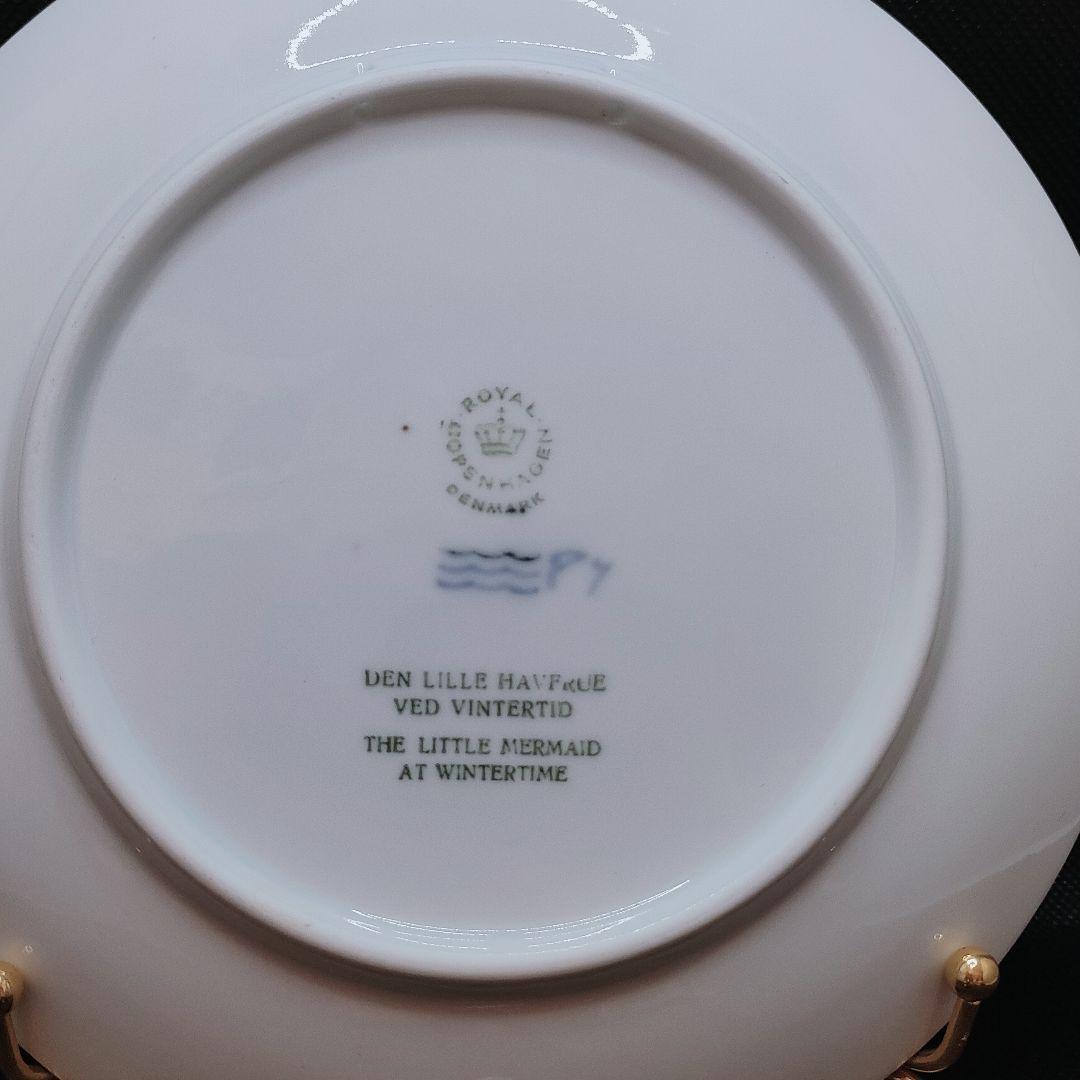 ROYAL
COPENHAGEN
DENMARK
DEN LILLE HAVFRUE
VED VINTERTID
THE LITTLE MERMAID
AT WINTERTIME